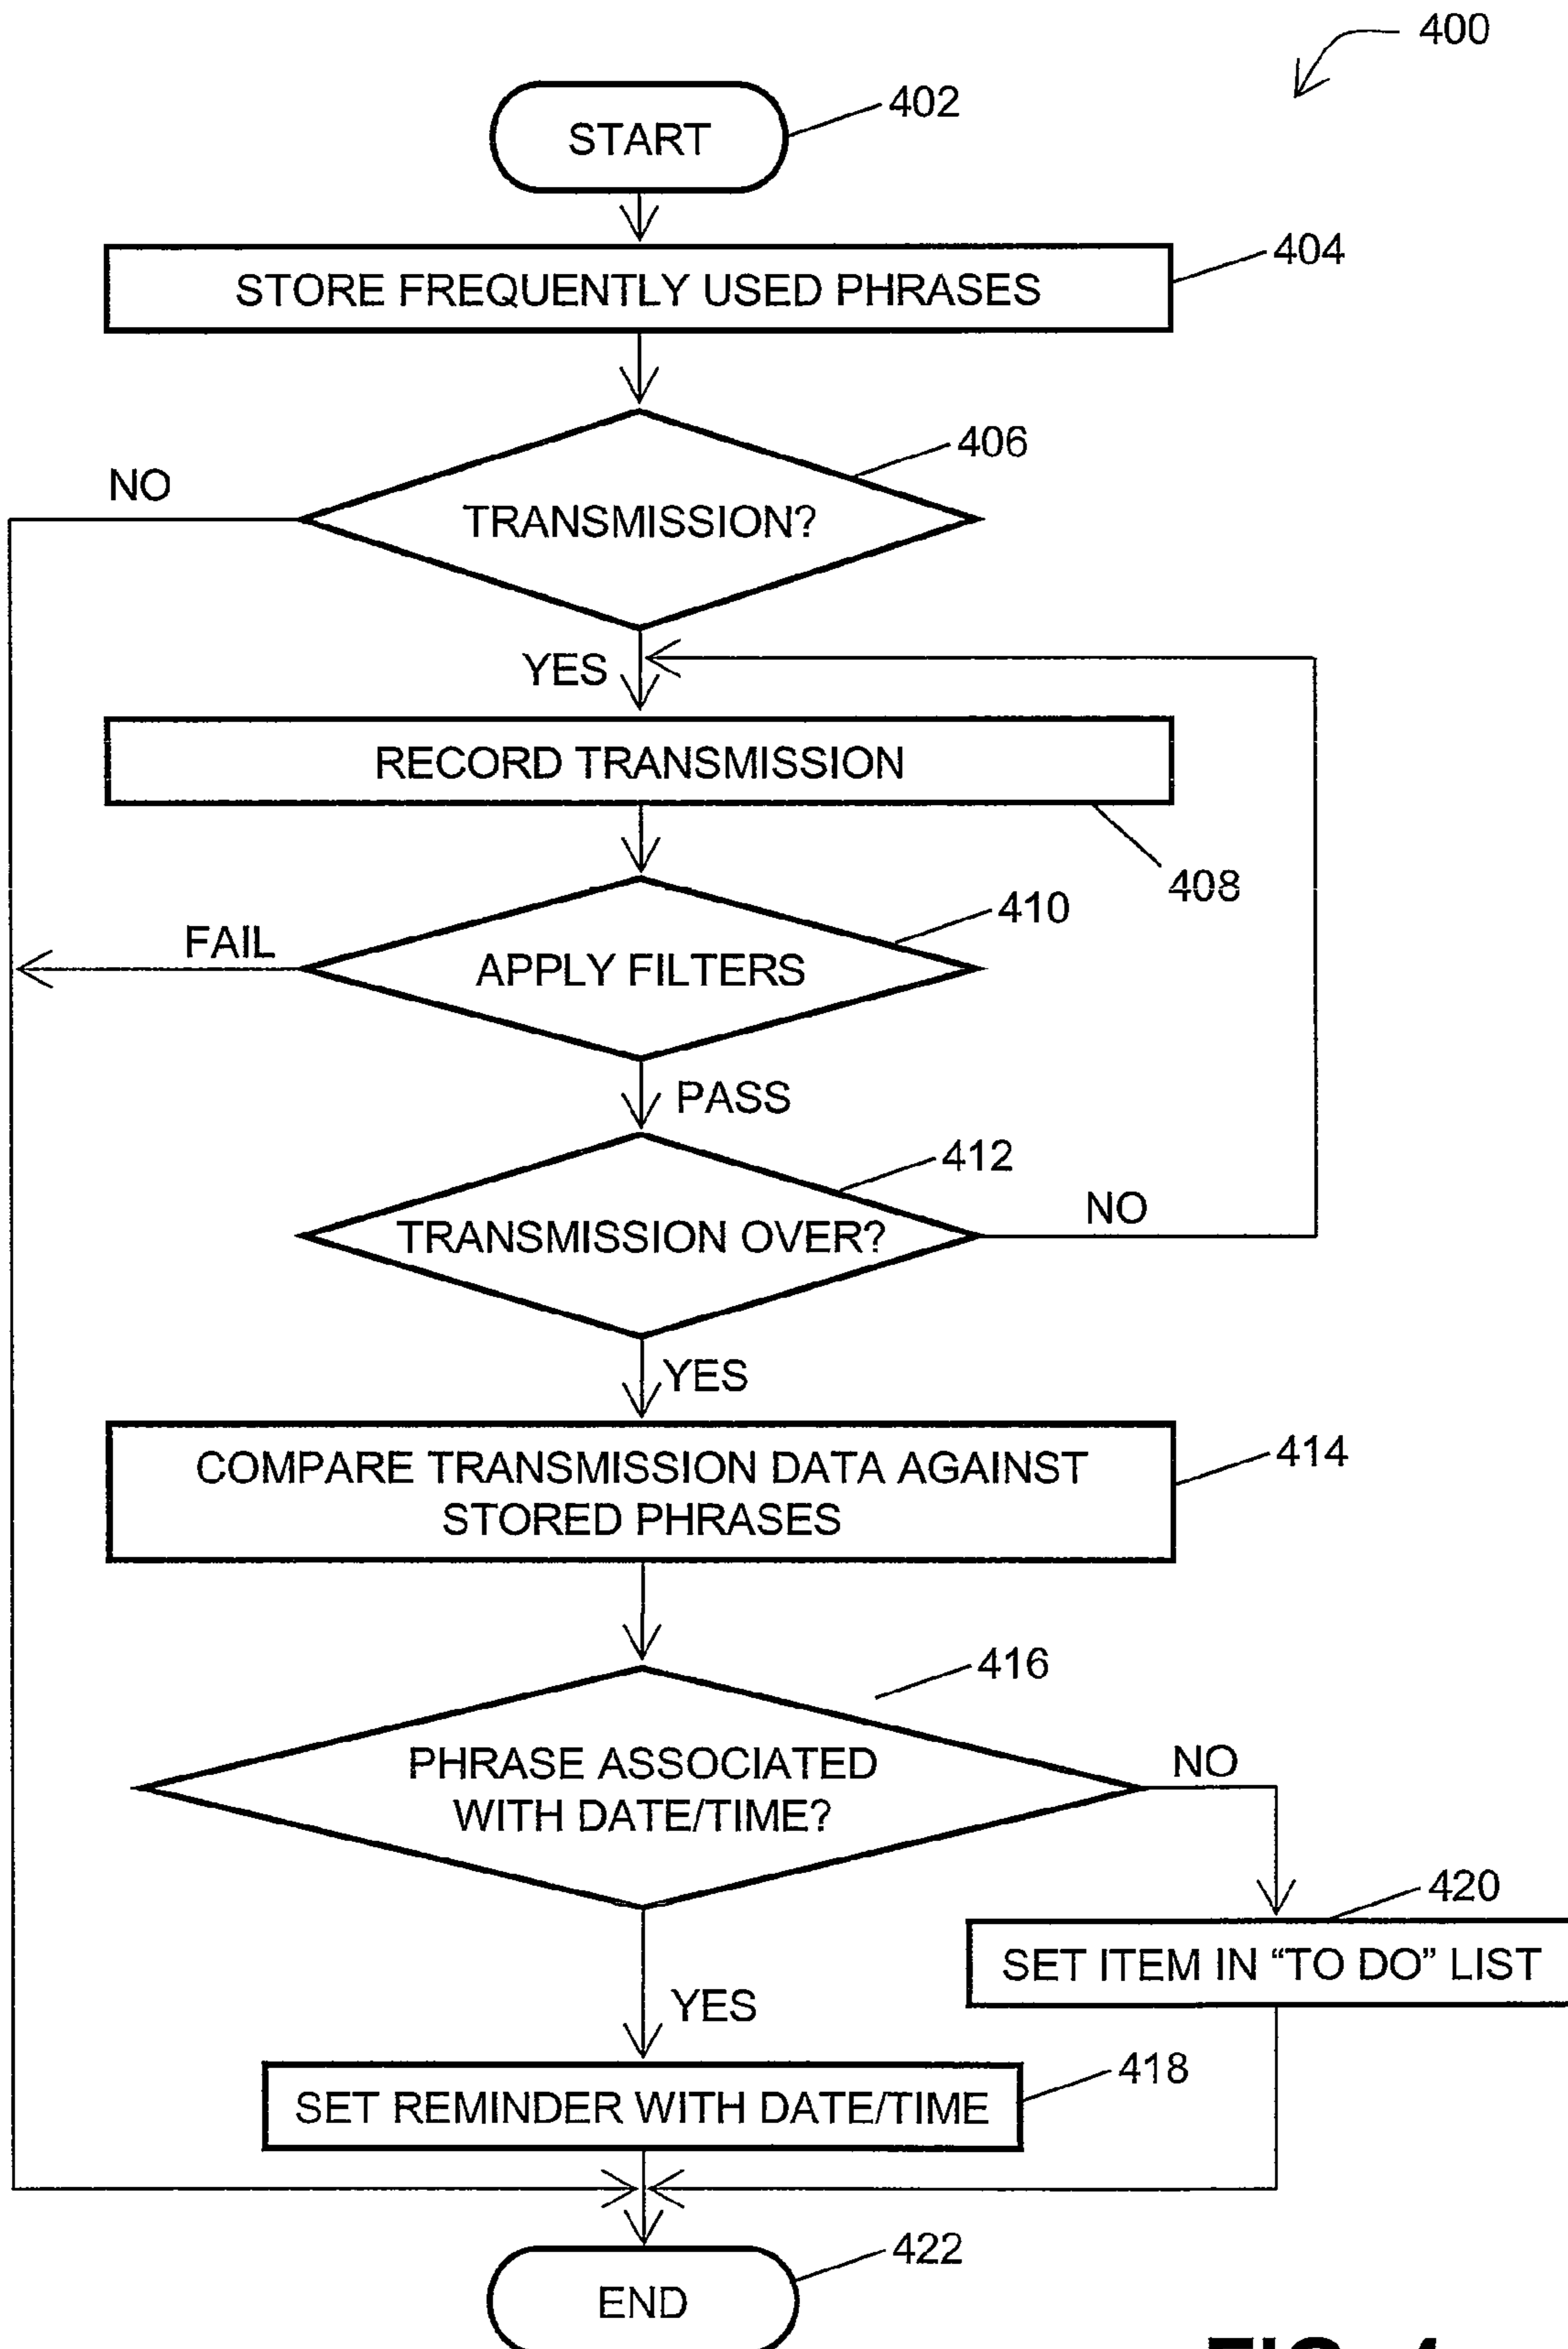 400
START
402
STORE FREQUENTLY USED PHRASES
404
TRANSMISSION?
406
NO
YES
RECORD TRANSMISSION
408
APPLY FILTERS
410
FAIL
PASS
TRANSMISSION OVER?
412
NO
YES
COMPARE TRANSMISSION DATA AGAINST
STORED PHRASES
414
PHRASE ASSOCIATED
WITH DATE/TIME?
416
NO
SET ITEM IN “TO DO” LIST
420
YES
SET REMINDER WITH DATE/TIME
418
END
422